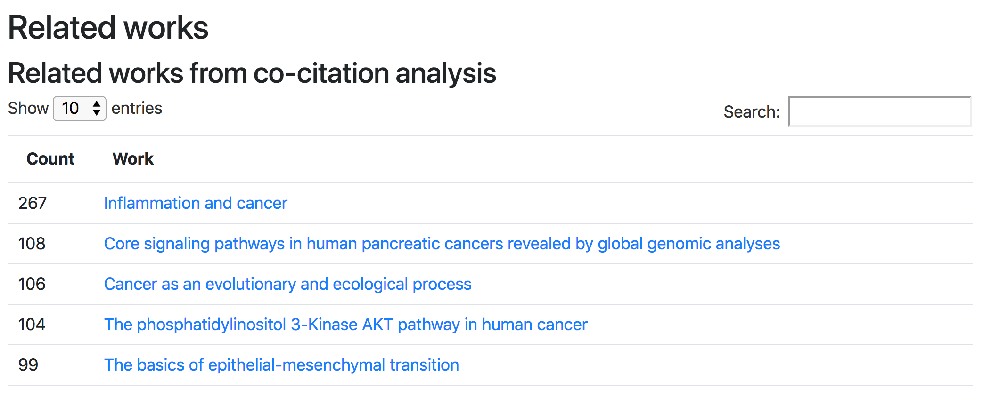 Related works
Related works from co-citation analysis
Show 10 entries
Search:
Count Work
267 Inflammation and cancer
108 Core signaling pathways in human pancreatic cancers revealed by global genomic analyses
106 Cancer as an evolutionary and ecological process
104 The phosphatidylinositol 3-Kinase AKT pathway in human cancer
99 The basics of epithelial-mesenchymal transition